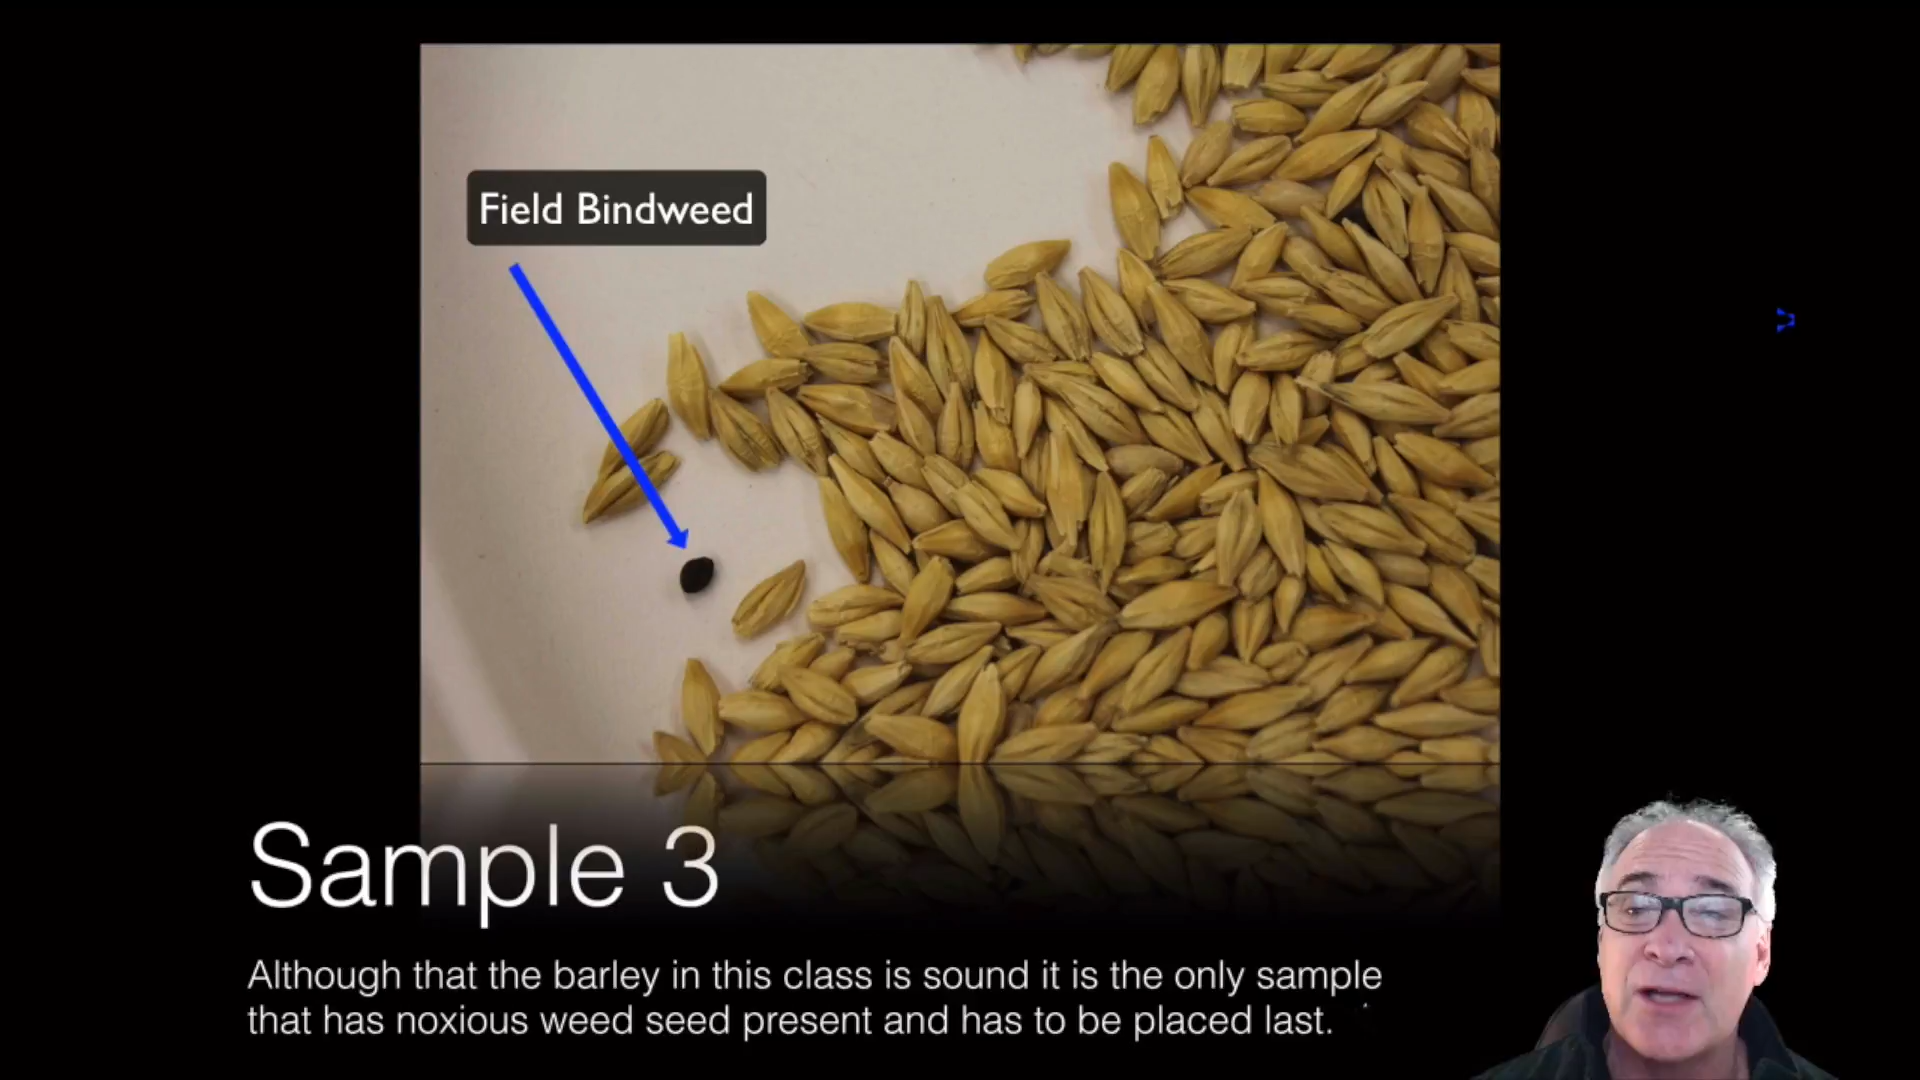 Field Bindweed
Sample 3
Although that the barley in this class is sound it is the only sample
that has noxious weed seed present and has to be placed last.